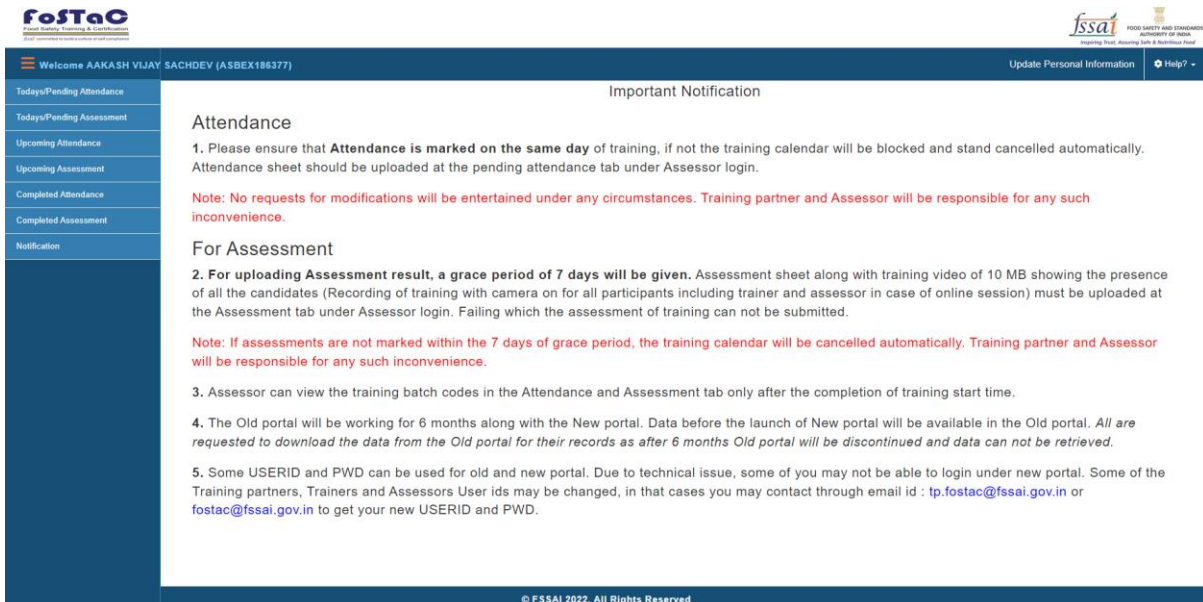 FoSTaC
Food Safety Training & Certification
fssai
FOOD SAFETY AND STANDARDS
AUTHORITY OF INDIA
Inspiring Trust, Assuring Safe & Nutritious Food
Welcome AAKASH VIJAY SACHDEV (ASBEX186377)
Update Personal Information
Help?
Todays/Pending Attendance
Todays/Pending Assessment
Upcoming Attendance
Upcoming Assessment
Completed Attendance
Completed Assessment
Notification
Important Notification
Attendance
1. Please ensure that Attendance is marked on the same day of training, if not the training calendar will be blocked and stand cancelled automatically.
Attendance sheet should be uploaded at the pending attendance tab under Assessor login.
Note: No requests for modifications will be entertained under any circumstances. Training partner and Assessor will be responsible for any such
inconvenience.
For Assessment
2. For uploading Assessment result, a grace period of 7 days will be given. Assessment sheet along with training video of 10 MB showing the presence
of all the candidates (Recording of training with camera on for all participants including trainer and assessor in case of online session) must be uploaded at
the Assessment tab under Assessor login. Failing which the assessment of training can not be submitted.
Note: If assessments are not marked within the 7 days of grace period, the training calendar will be cancelled automatically. Training partner and Assessor
will be responsible for any such inconvenience.
3. Assessor can view the training batch codes in the Attendance and Assessment tab only after the completion of training start time.
4. The Old portal will be working for 6 months along with the New portal. Data before the launch of New portal will be available in the Old portal. All are
requested to download the data from the Old portal for their records as after 6 months Old portal will be discontinued and data can not be retrieved.
5. Some USERID and PWD can be used for old and new portal. Due to technical issue, some of you may not be able to login under new portal. Some of the
Training partners, Trainers and Assessors User ids may be changed, in that cases you may contact through email id : tp.fostac@fssai.gov.in or
fostac@fssai.gov.in to get your new USERID and PWD.
© FSSAI 2022. All Rights Reserved